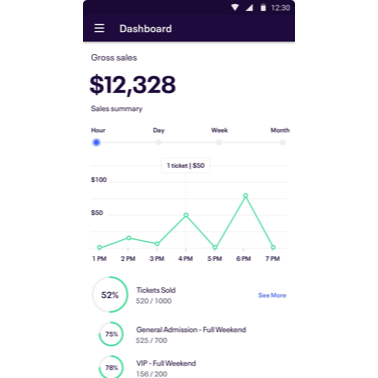 12:30
Dashboard
Gross sales
$12,328
Sales summary
Hour Day Week Month
1 ticket | $50
$100
$50
1 PM 2 PM 3 PM 4 PM 5 PM 6 PM 7 PM
52%
Tickets Sold
520 / 1000
See More
75%
General Admission - Full Weekend
525 / 700
78%
VIP - Full Weekend
156 / 200